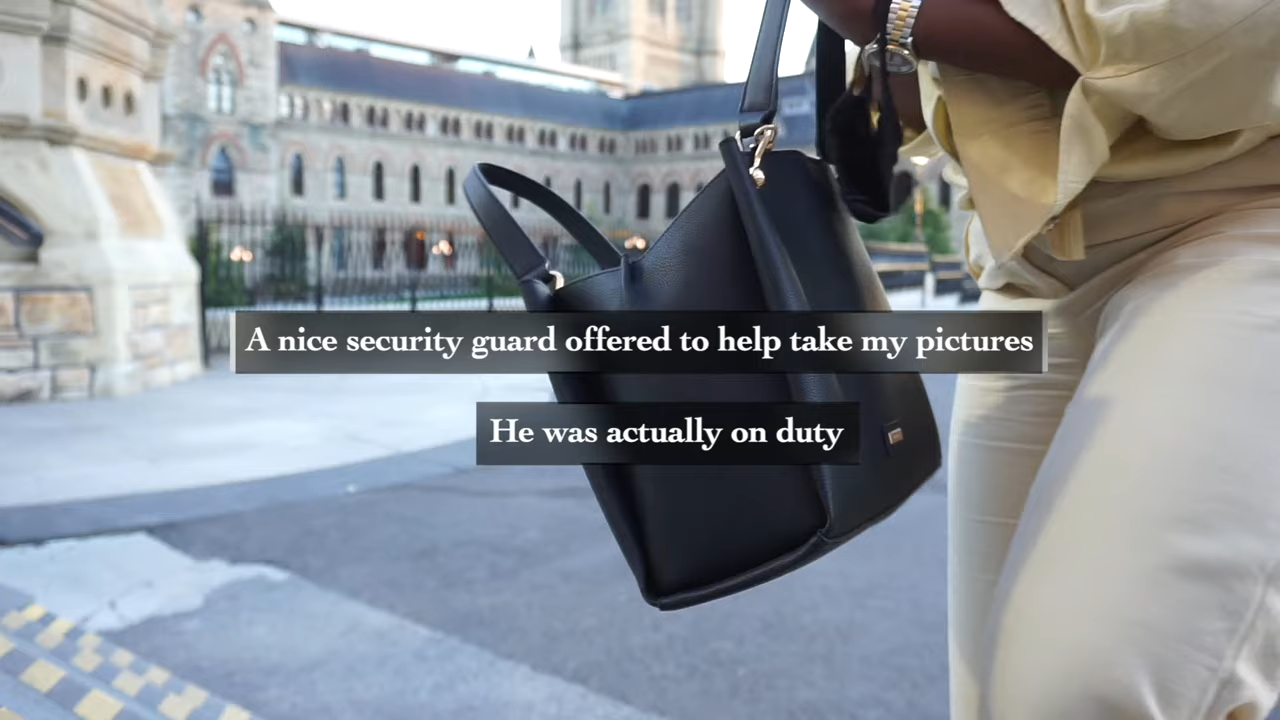 A nice security guard offered to help take my pictures
He was actually on duty